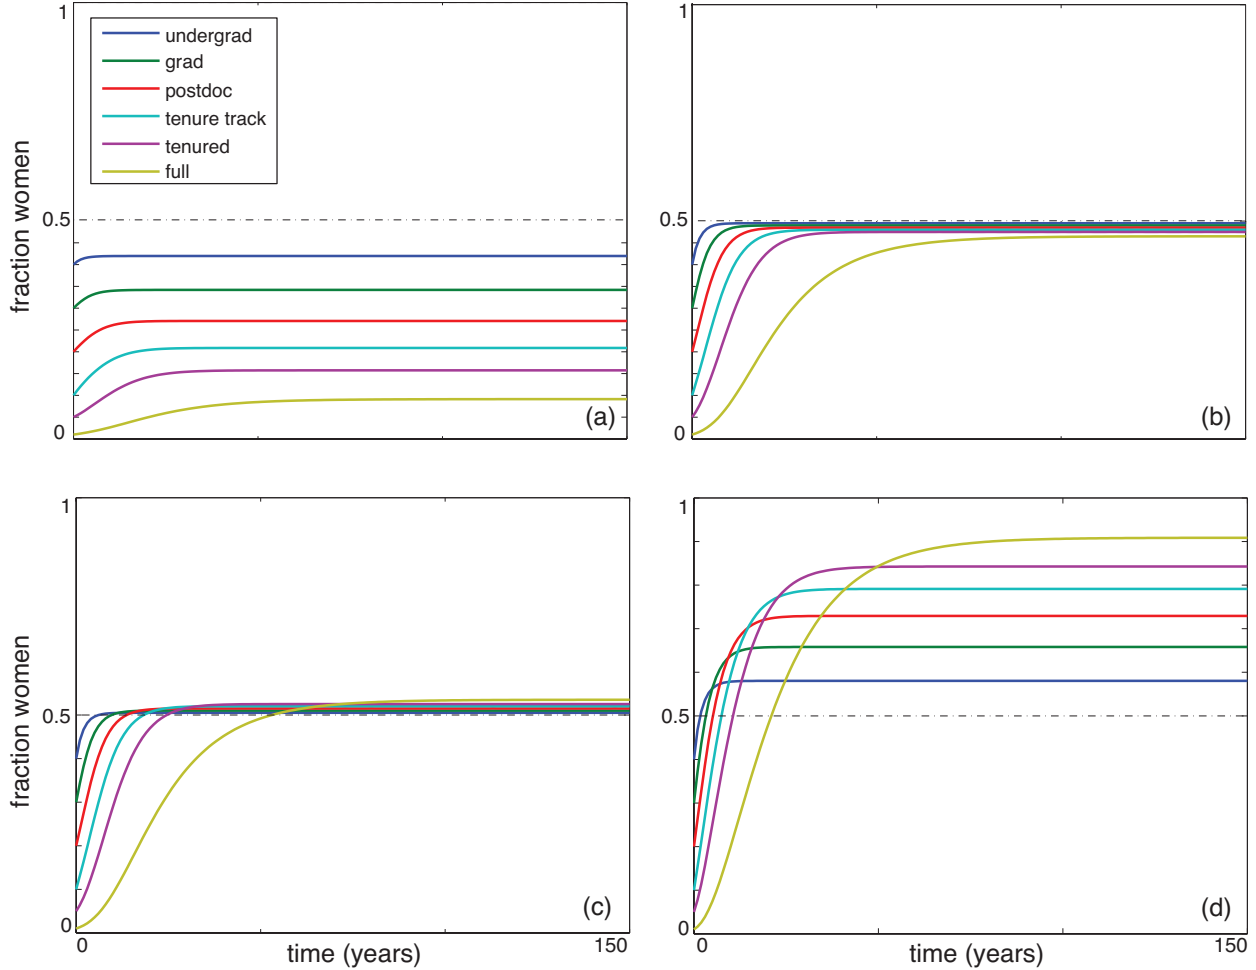 1
undergrad
grad
postdoc
tenure track
tenured
full
0.5
fraction women
0
(a)
1
0.5
0
(b)
1
0.5
fraction women
0
(c)
0
time (years)
150
1
0.5
0
(d)
0
time (years)
150